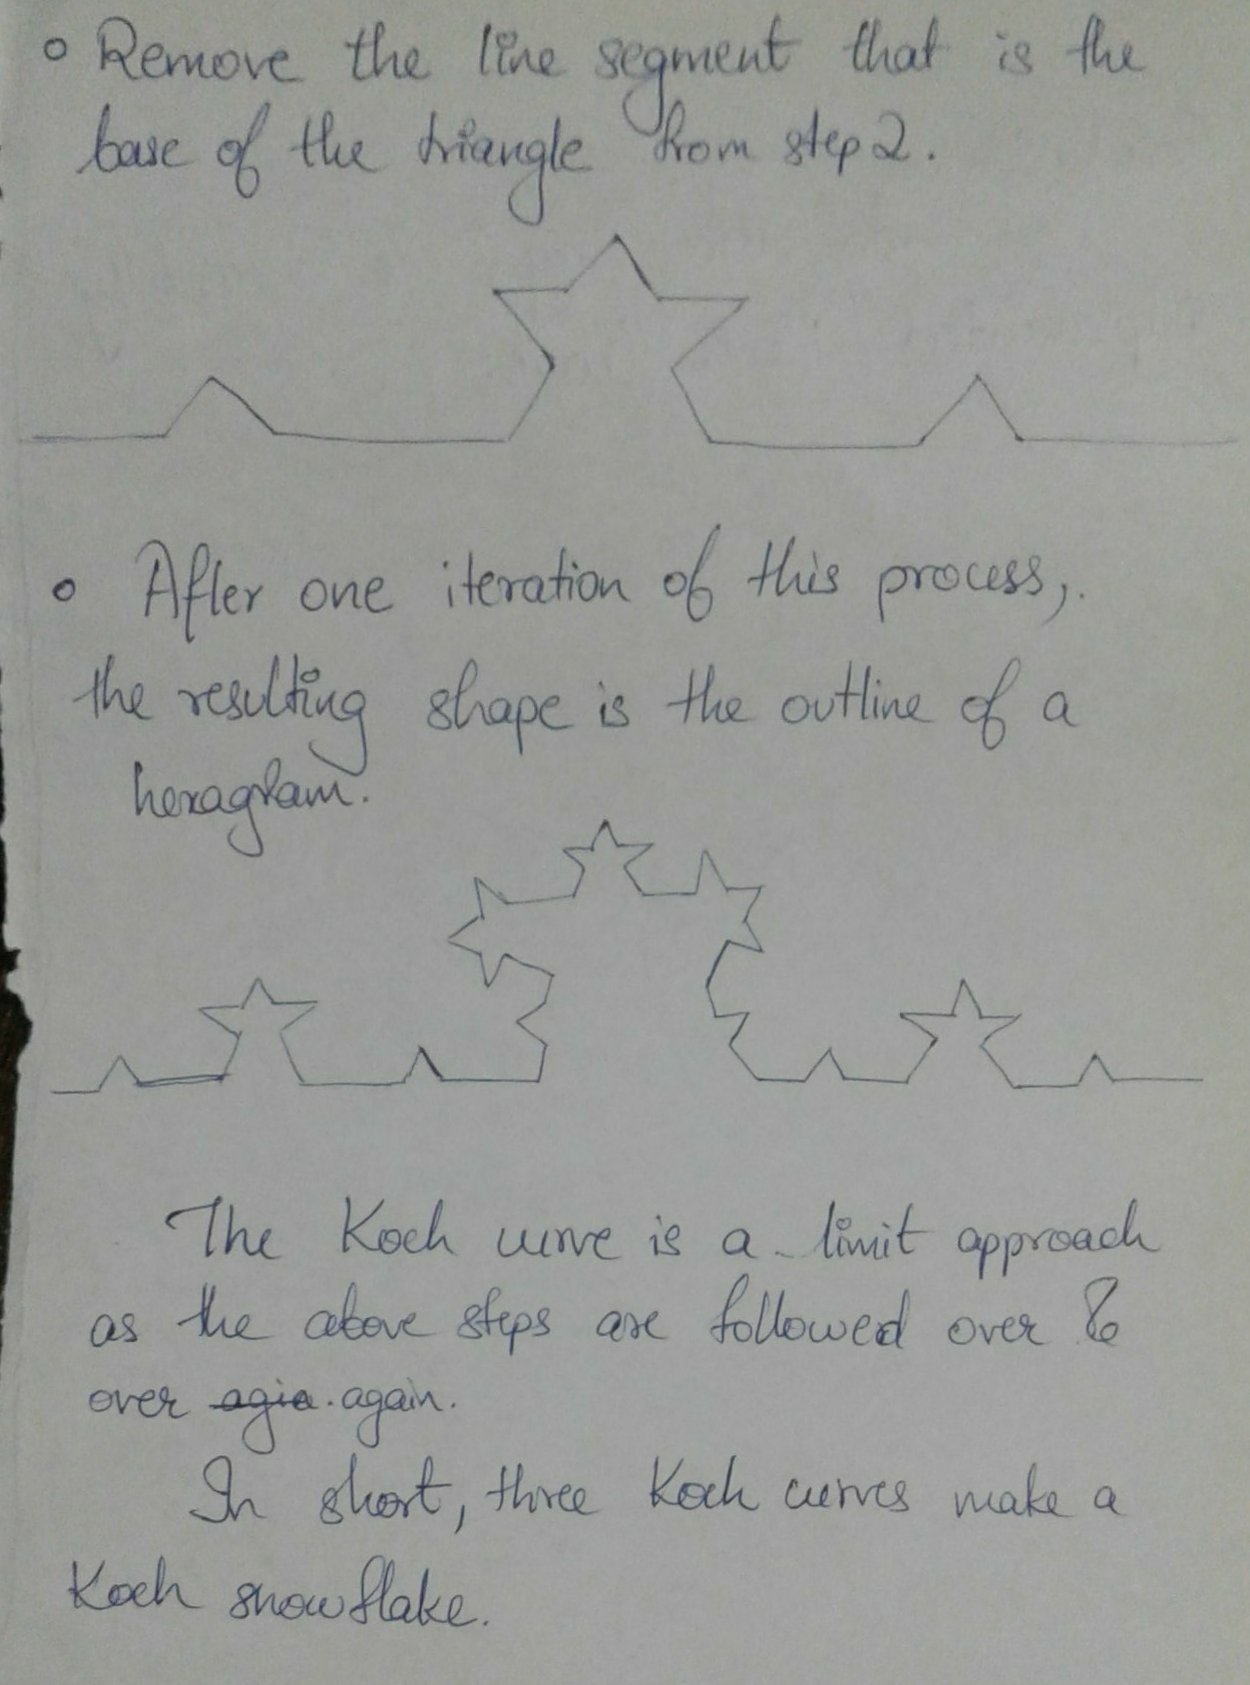 ∘ Remove the line segment that is the
base of the triangle from step 2.
∘ After one iteration of this process,.
the resulting shape is the outline of a
hexagram.
The Koch curve is a limit approach
as the above steps are followed over &
over agia. again.
In short, three Koch curves make a
Koch snowflake.